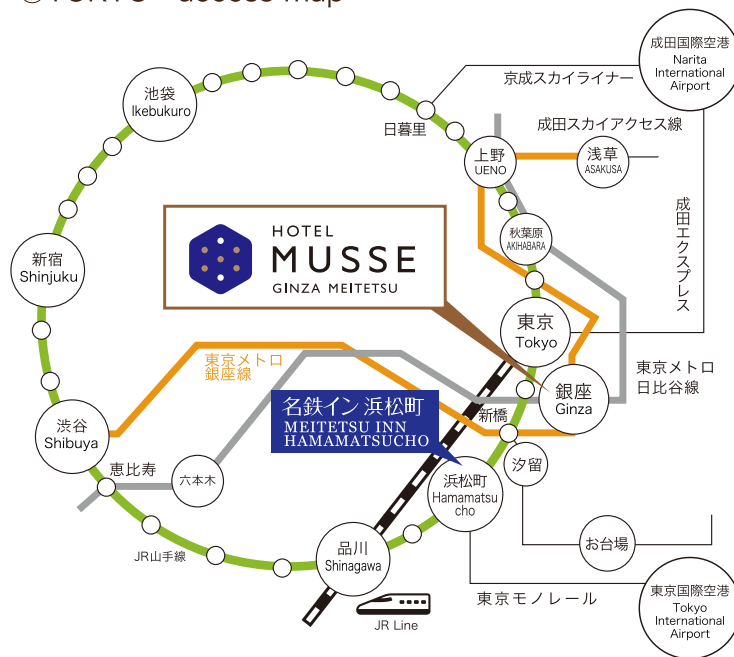 TOKYO access map
成田国際空港
Narita
International
Airport
京成スカイライナー
池袋
Ikebukuro
日暮里
成田スカイアクセス線
上野
UENO
浅草
ASAKUSA
成田エクスプレス
秋葉原
AKIHABARA
HOTEL
MUSSE
GINZA MEITETSU
新宿
Shinjuku
東京
Tokyo
東京メトロ
銀座線
東京メトロ
日比谷線
銀座
Ginza
名鉄イン 浜松町
MEITETSU INN
HAMAMATSUCHO
新橋
渋谷
Shibuya
汐留
恵比寿
六本木
浜松町
Hamamatsu
cho
お台場
JR山手線
品川
Shinagawa
東京モノレール
東京国際空港
Tokyo
International
Airport
JR Line